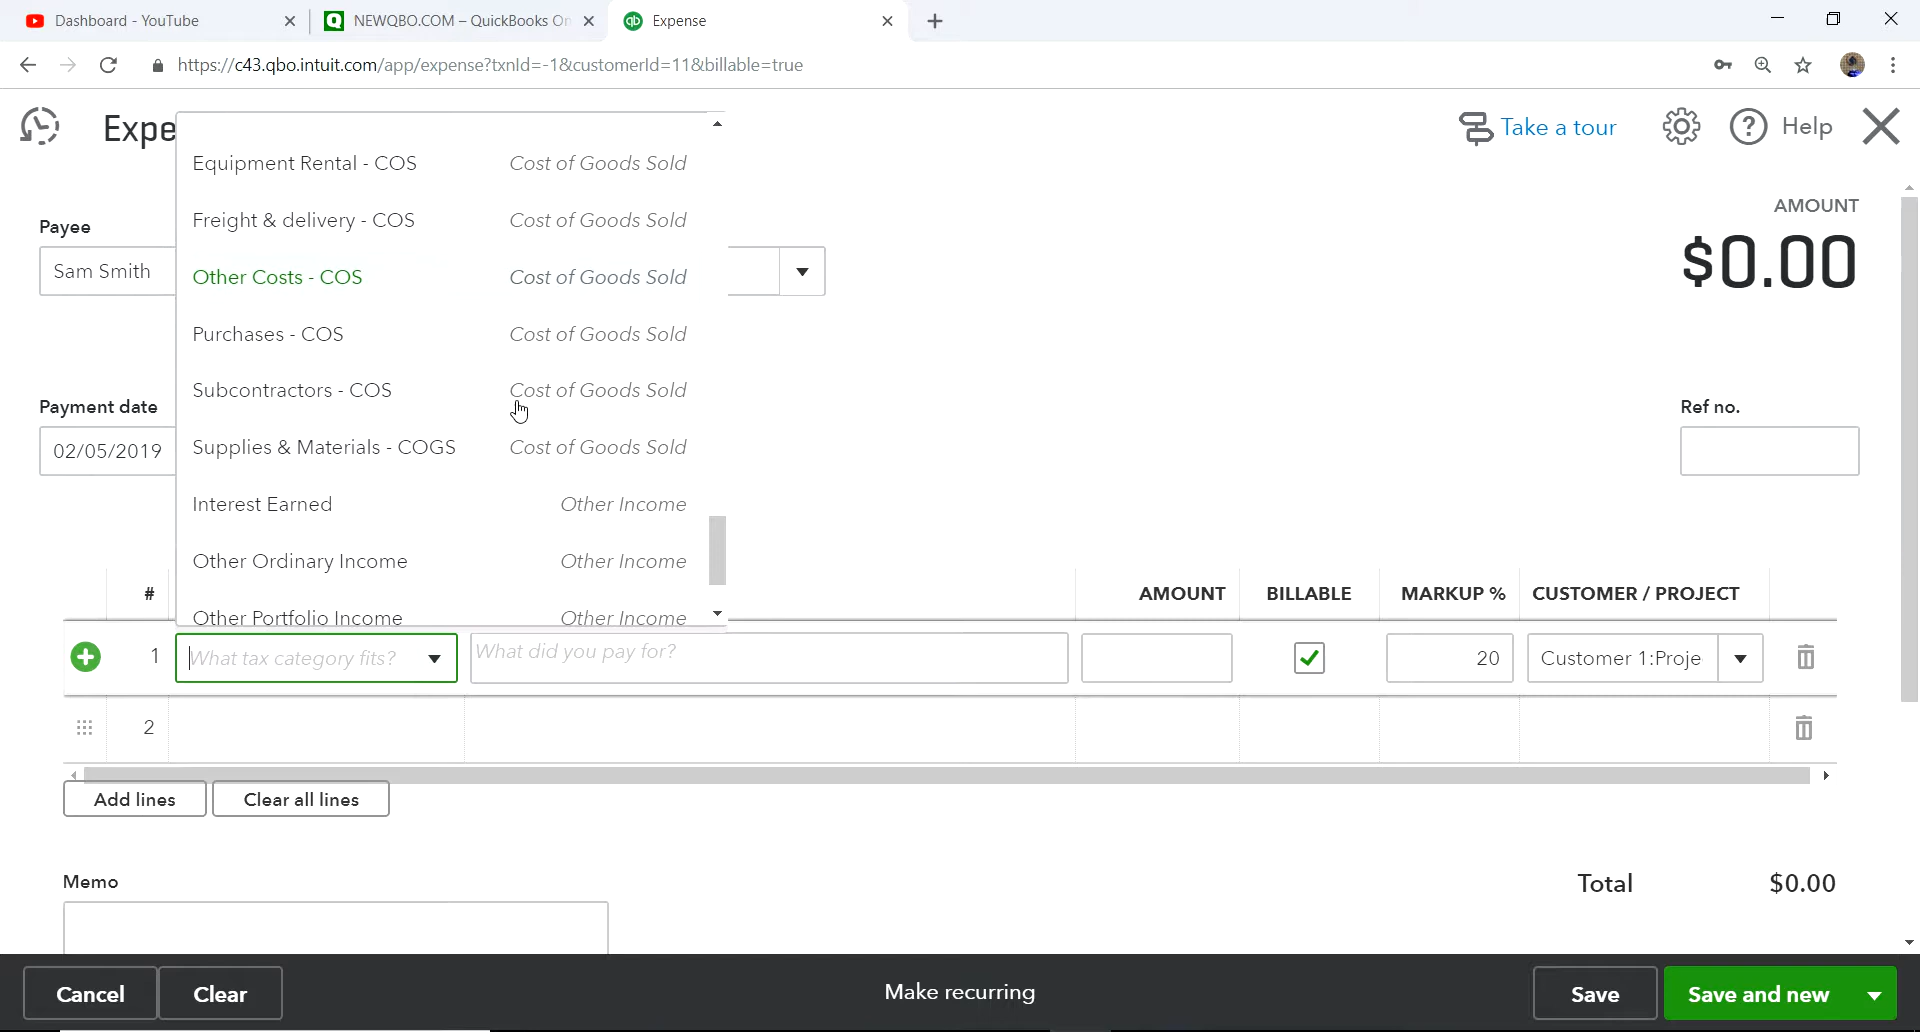 Dashboard - YouTube
NEWQBO.COM – QuickBooks On
Expense
https://c43.qbo.intuit.com/app/expense?txnId=-1&customerId=11&billable=true
Expe
Take a tour
Help
Equipment Rental - COS Cost of Goods Sold
Freight & delivery - COS Cost of Goods Sold
Other Costs - COS Cost of Goods Sold
Purchases - COS Cost of Goods Sold
Subcontractors - COS Cost of Goods Sold
Supplies & Materials - COGS Cost of Goods Sold
Interest Earned Other Income
Other Ordinary Income Other Income
Other Portfolio Income Other Income
AMOUNT
$0.00
Payee
Sam Smith
Payment date
02/05/2019
Ref no.
# AMOUNT BILLABLE MARKUP % CUSTOMER / PROJECT
1 What tax category fits? What did you pay for? 20 Customer 1:Proje
2
Add lines Clear all lines
Memo
Total $0.00
Cancel Clear Make recurring Save Save and new